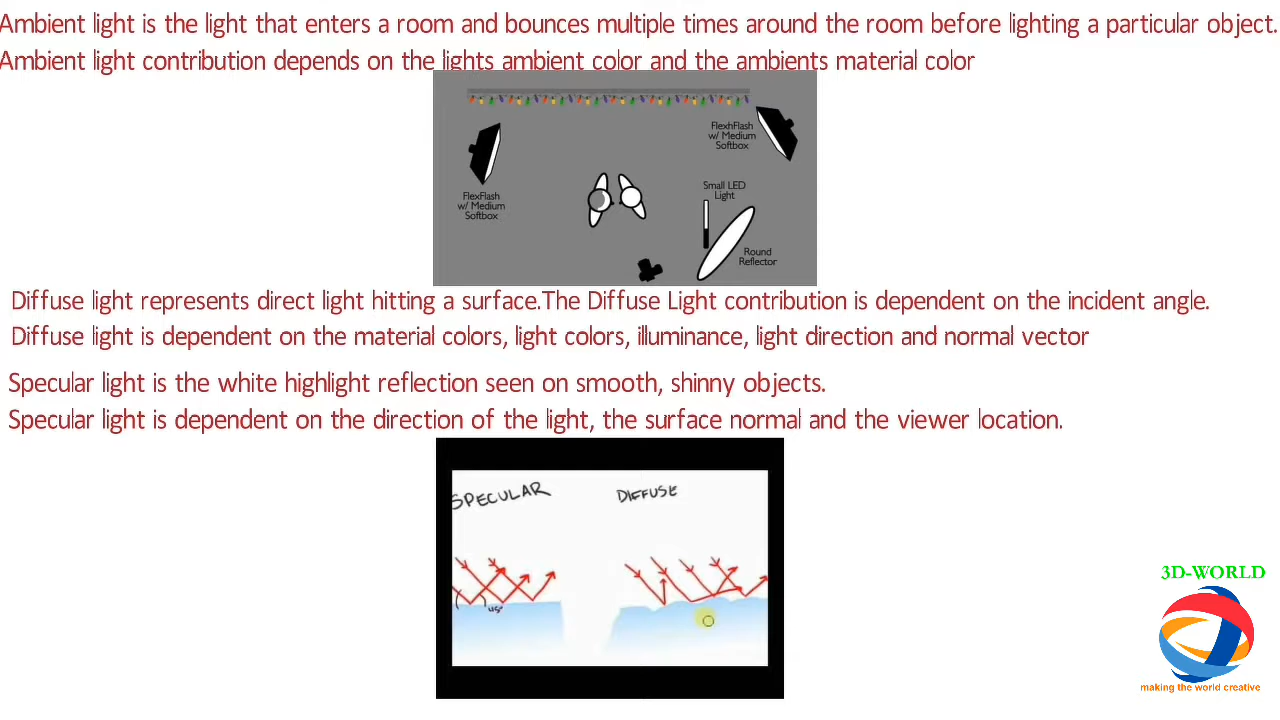 Ambient light is the light that enters a room and bounces multiple times around the room before lighting a particular object.
Ambient light contribution depends on the lights ambient color and the ambients material color
FlexhFlash
w/ Medium
Softbox
FlexFlash
w/ Medium
Softbox
Small LED
Light
Round
Reflector
Diffuse light represents direct light hitting a surface.The Diffuse Light contribution is dependent on the incident angle.
Diffuse light is dependent on the material colors, light colors, illuminance, light direction and normal vector
Specular light is the white highlight reflection seen on smooth, shinny objects.
Specular light is dependent on the direction of the light, the surface normal and the viewer location.
SPECULAR DIFFUSE
45°
3D-WORLD
making the world creative